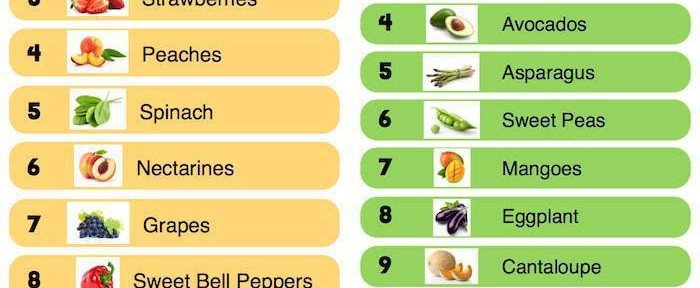 Strawberries
4 Peaches
5 Spinach
6 Nectarines
7 Grapes
8 Sweet Bell Peppers
4 Avocados
5 Asparagus
6 Sweet Peas
7 Mangoes
8 Eggplant
9 Cantaloupe